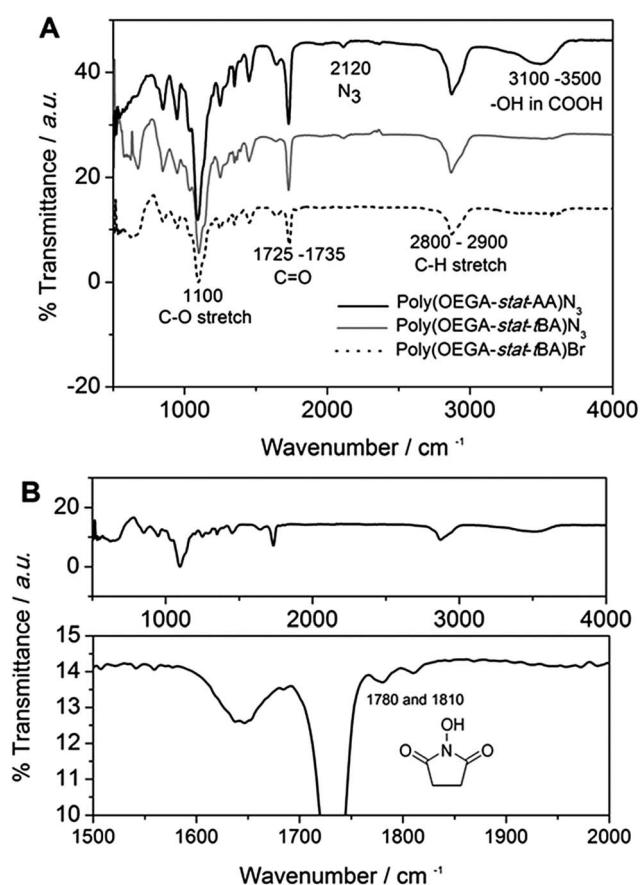 A
40
20
0
-20
% Transmittance / a.u.
2120
N3
3100 -3500
-OH in COOH
1725 -1735
C=O
2800 - 2900
C-H stretch
1100
C-O stretch
Poly(OEGA-stat-AA)N3
Poly(OEGA-stat-tBA)N3
Poly(OEGA-stat-tBA)Br
1000 2000 3000 4000
Wavenumber / cm -1
B
20
0
1000 2000 3000 4000
% Transmittance / a.u.
15
14
13
12
11
10
1780 and 1810
OH
O N O
1500 1600 1700 1800 1900 2000
Wavenumber / cm -1